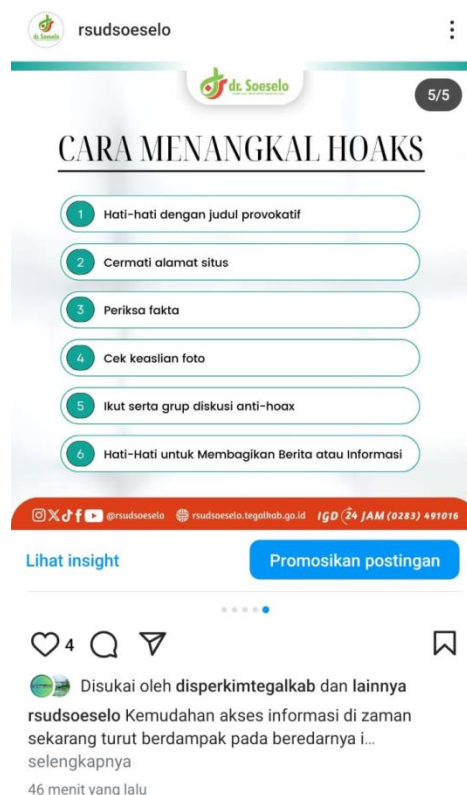 rsudsoeselo
dr. Soeselo
5/5
CARA MENANGKAL HOAKS
1 Hati-hati dengan judul provokatif
2 Cermati alamat situs
3 Periksa fakta
4 Cek keaslian foto
5 Ikut serta grup diskusi anti-hoax
6 Hati-Hati untuk Membagikan Berita atau Informasi
@rsudsoeselo rsudsoeselo.tegalkab.go.id IGD 24 JAM (0283) 491016
Lihat insight Promosikan postingan
4
Disukai oleh disperkimtegalkab dan lainnya
rsudsoeselo Kemudahan akses informasi di zaman
sekarang turut berdampak pada beredarnya i...
selengkapnya
46 menit yang lalu